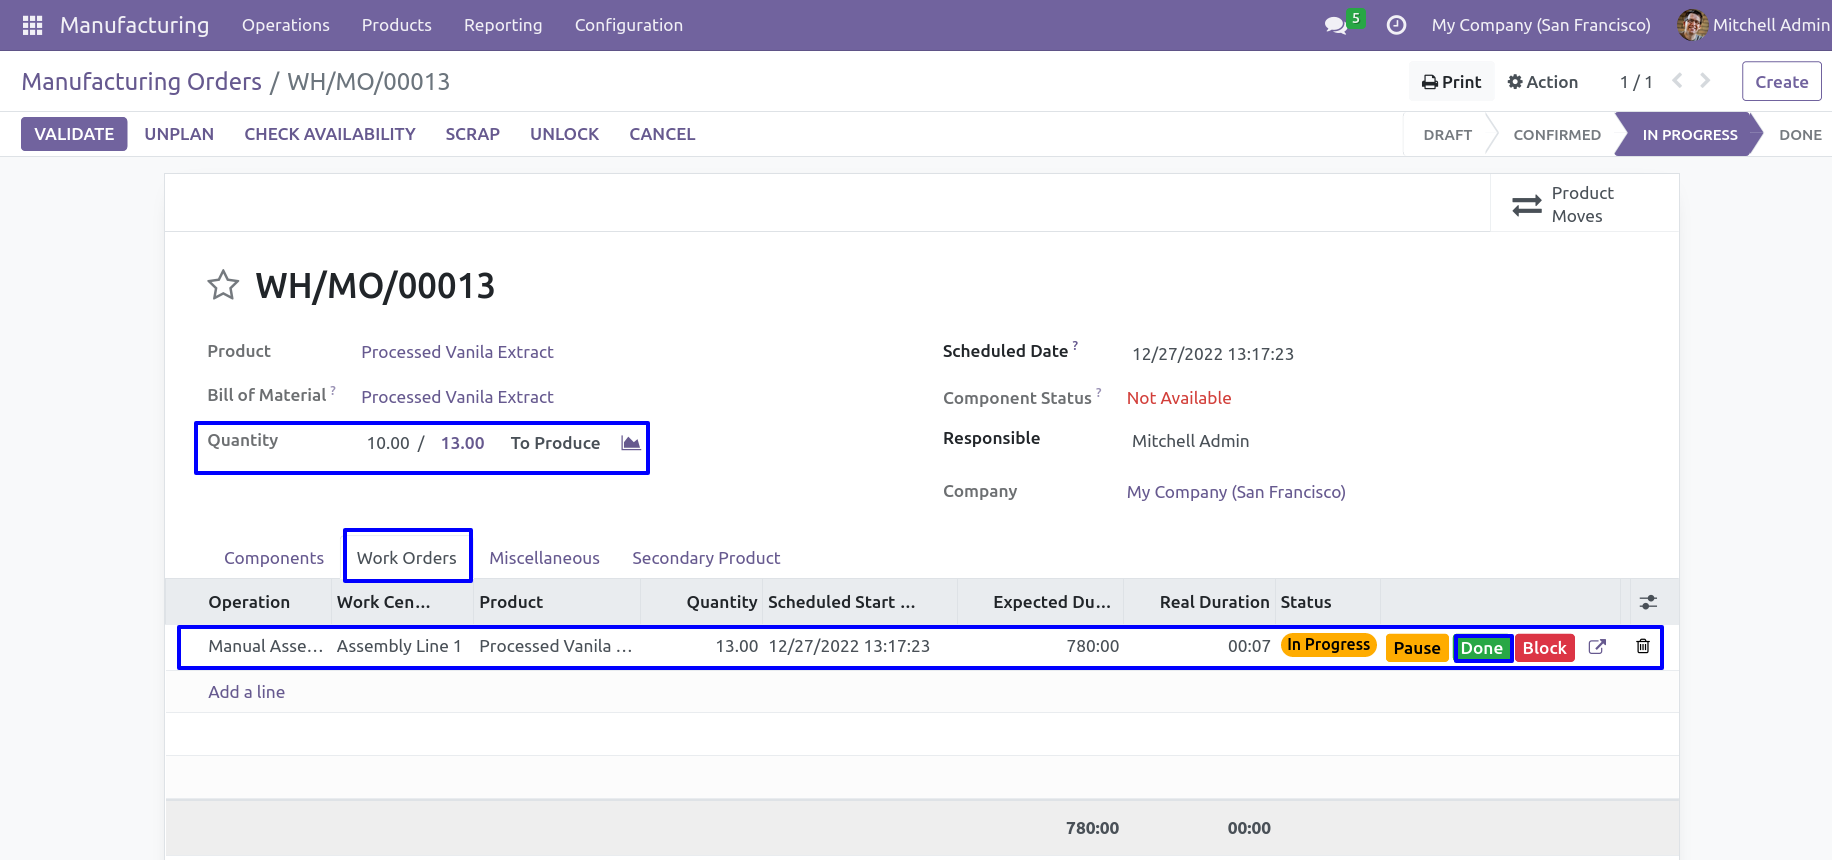 Manufacturing Operations Products Reporting Configuration 5 My Company (San Francisco) Mitchell Admin
Manufacturing Orders / WH/MO/00013 Print Action 1 / 1 Create
VALIDATE UNPLAN CHECK AVAILABILITY SCRAP UNLOCK CANCEL DRAFT CONFIRMED IN PROGRESS DONE
Product
Moves
WH/MO/00013
Product Processed Vanila Extract Scheduled Date ? 12/27/2022 13:17:23
Bill of Material ? Processed Vanila Extract Component Status ? Not Available
Quantity 10.00 / 13.00 To Produce Responsible Mitchell Admin
Company My Company (San Francisco)
Components Work Orders Miscellaneous Secondary Product
Operation Work Cen... Product Quantity Scheduled Start ... Expected Du... Real Duration Status
Manual Asse... Assembly Line 1 Processed Vanila ... 13.00 12/27/2022 13:17:23 780:00 00:07 In Progress Pause Done Block
Add a line
780:00 00:00